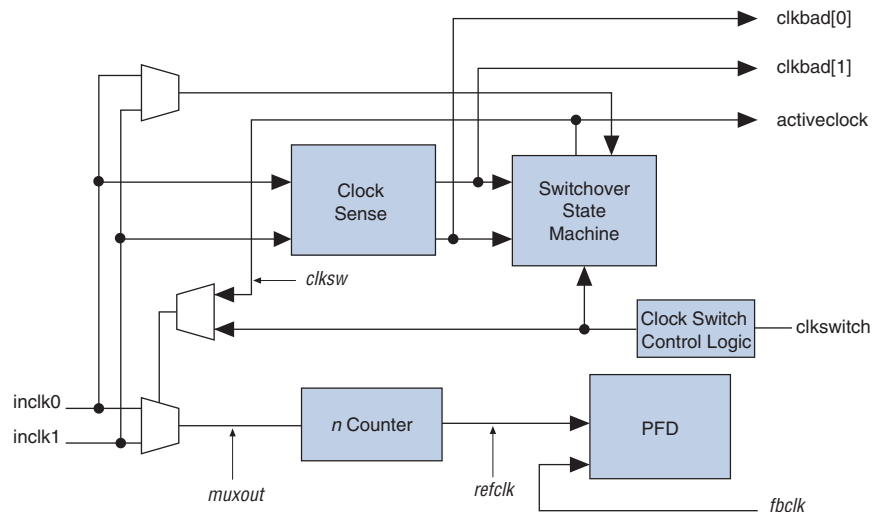 clkbad[0]
clkbad[1]
activeclock
Clock
Sense
Switchover
State
Machine
clksw
Clock Switch
Control Logic
clkswitch
inclk0
inclk1
n Counter
PFD
muxout
refclk
fbclk